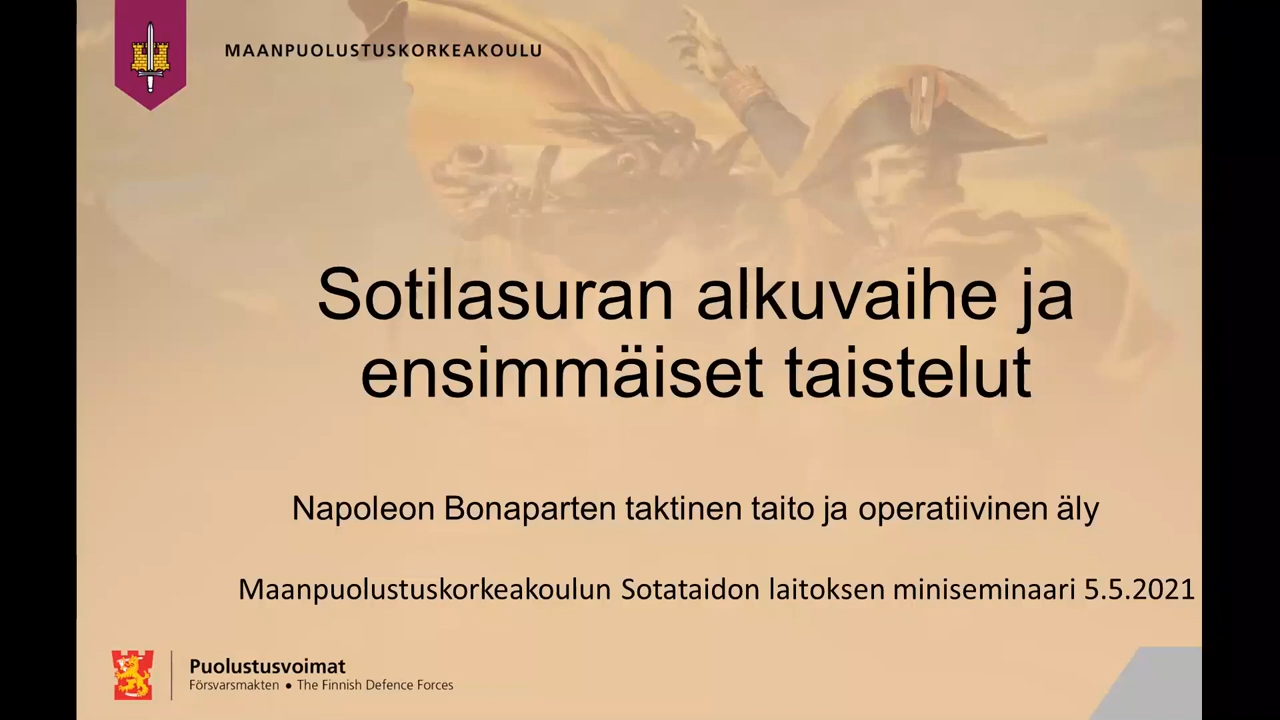 MAANPUOLUSTUSKORKEAKOULU
Sotilasuran alkuvaihe ja
ensimmäiset taistelut
Napoleon Bonaparten taktinen taito ja operatiivinen äly
Maanpuolustuskorkeakoulun Sotataidon laitoksen miniseminaari 5.5.2021
Puolustusvoimat
Försvarsmakten ● The Finnish Defence Forces